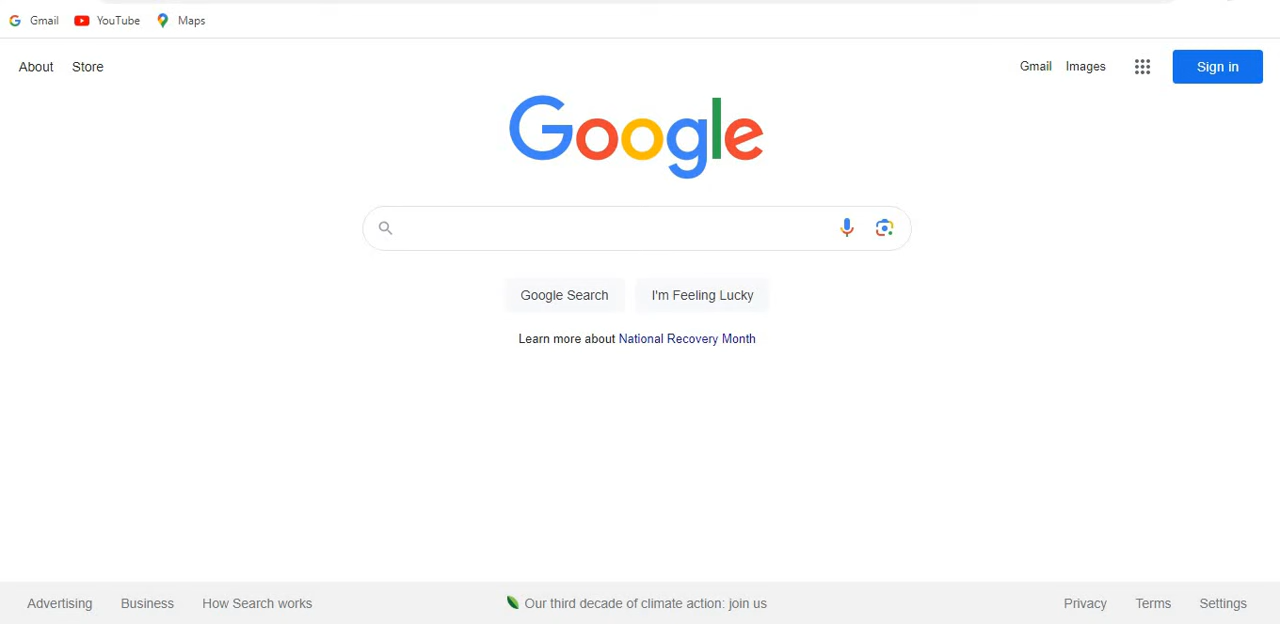 Gmail YouTube Maps
About Store Gmail Images Sign in
Google
Google Search I'm Feeling Lucky
Learn more about National Recovery Month
Advertising Business How Search works Our third decade of climate action: join us Privacy Terms Settings